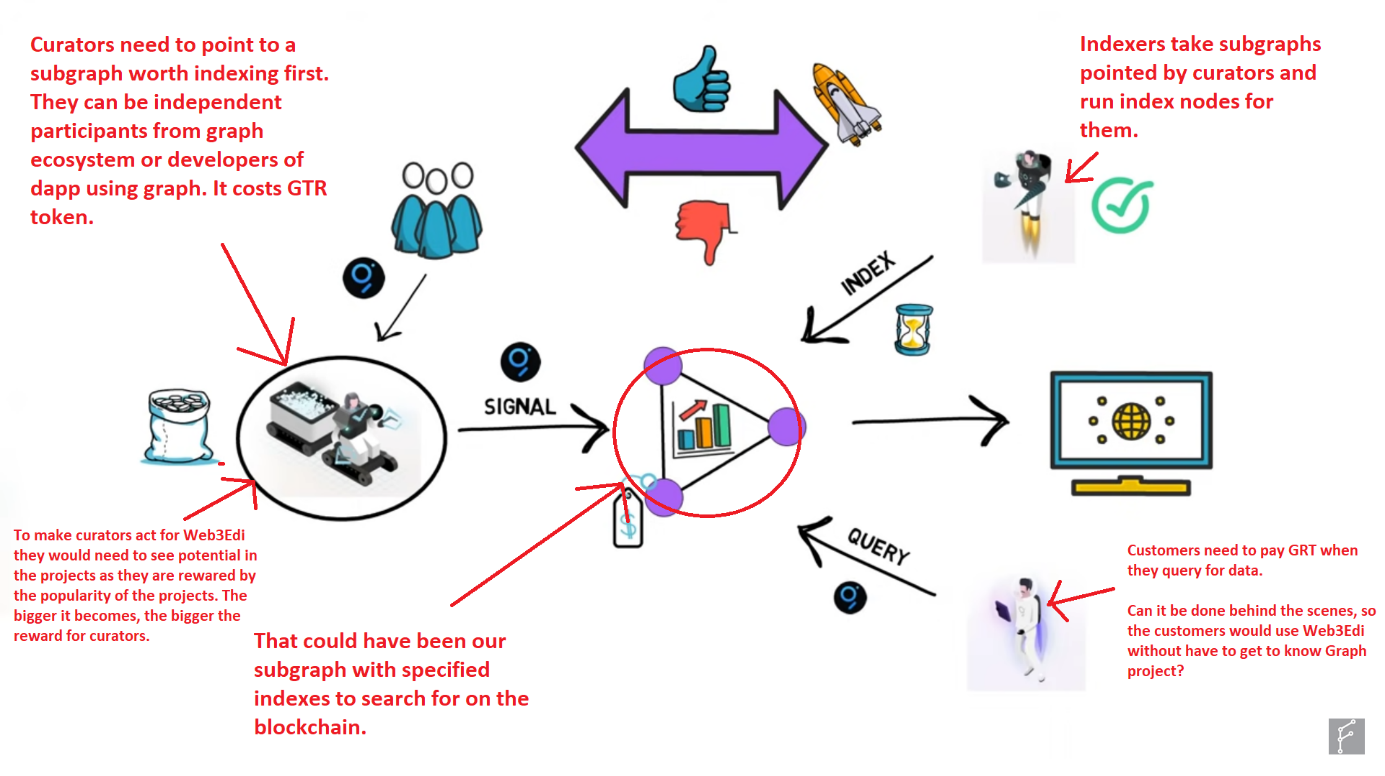 Curators need to point to a
subgraph worth indexing first.
They can be independent
participants from graph
ecosystem or developers of
dapp using graph. It costs GTR
token.
Indexers take subgraphs
pointed by curators and
run index nodes for
them.
INDEX
SIGNAL
$
QUERY
To make curators act for Web3Edi
they would need to see potential in
the projects as they are rewared by
the popularity of the projects. The
bigger it becomes, the bigger the
reward for curators.
That could have been our
subgraph with specified
indexes to search for on the
blockchain.
Customers need to pay GRT when
they query for data.
Can it be done behind the scenes, so
the customers would use Web3Edi
without have to get to know Graph
project?